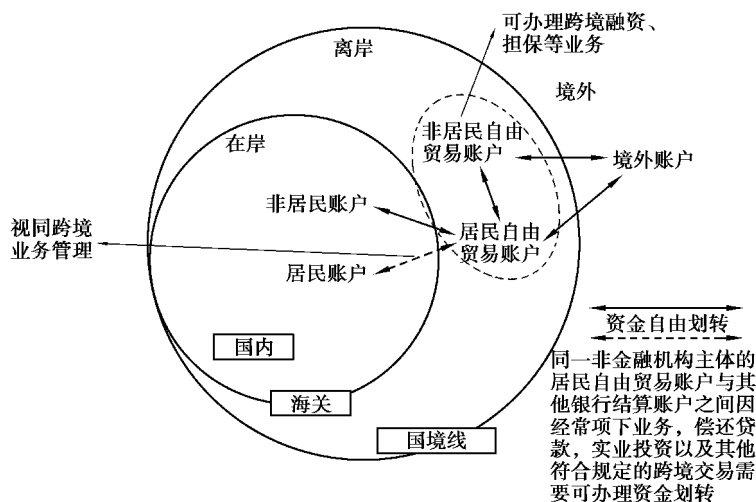 可办理跨境融资、
担保等业务
离岸
境外
在岸
非居民自由
贸易账户
境外账户
非居民账户
视同跨境
业务管理
居民自由
贸易账户
居民账户
国内
海关
国境线
资金自由划转
同一非金融机构主体的
居民自由贸易账户与其
他银行结算账户之间因
经常项下业务，偿还贷
款，实业投资以及其他
符合规定的跨境交易需
要可办理资金划转